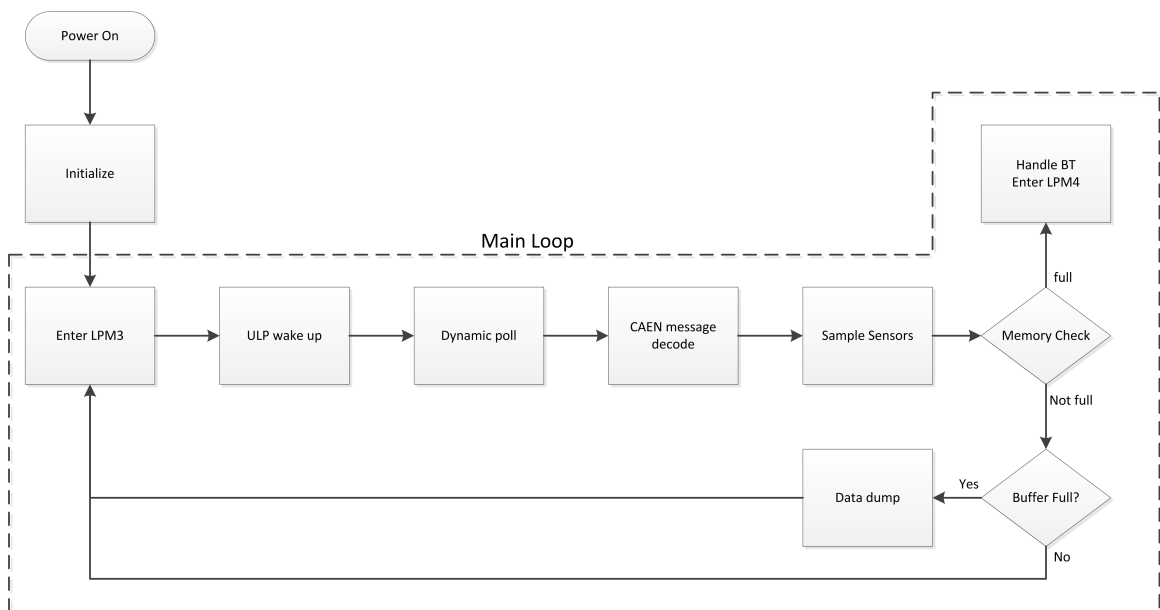 Power On
Initialize
Main Loop
Handle BT
Enter LPM4
full
Enter LPM3
ULP wake up
Dynamic poll
CAEN message
decode
Sample Sensors
Memory Check
Not full
Data dump
Yes
Buffer Full?
No